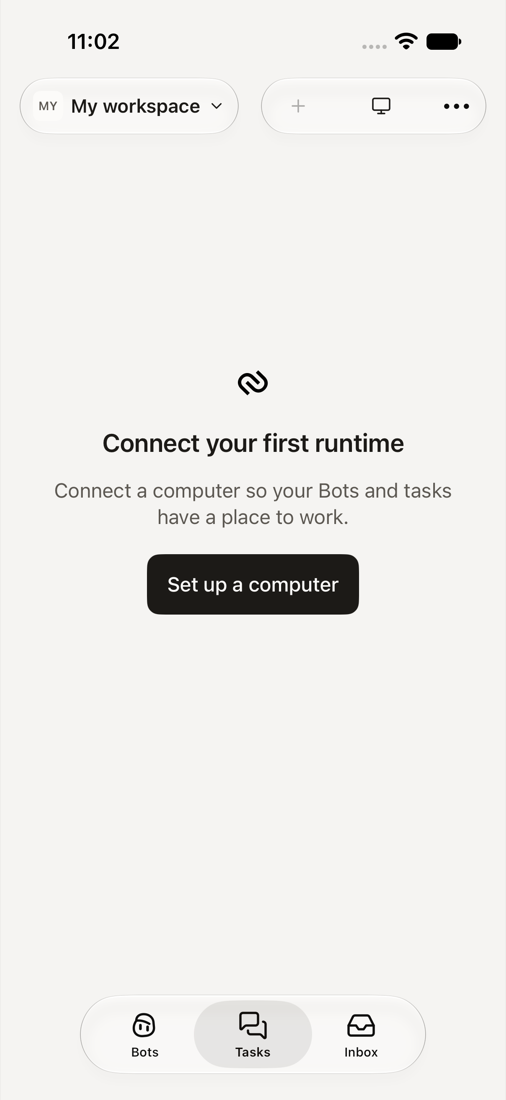 11:02
MY My workspace
Connect your first runtime
Connect a computer so your Bots and tasks
have a place to work.
Set up a computer
Bots Tasks Inbox